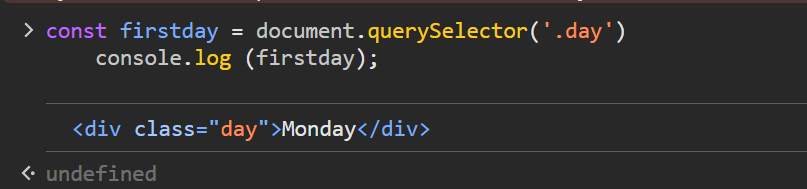 > const firstday = document.querySelector('.day')
console.log (firstday);
<div class="day">Monday</div>
undefined